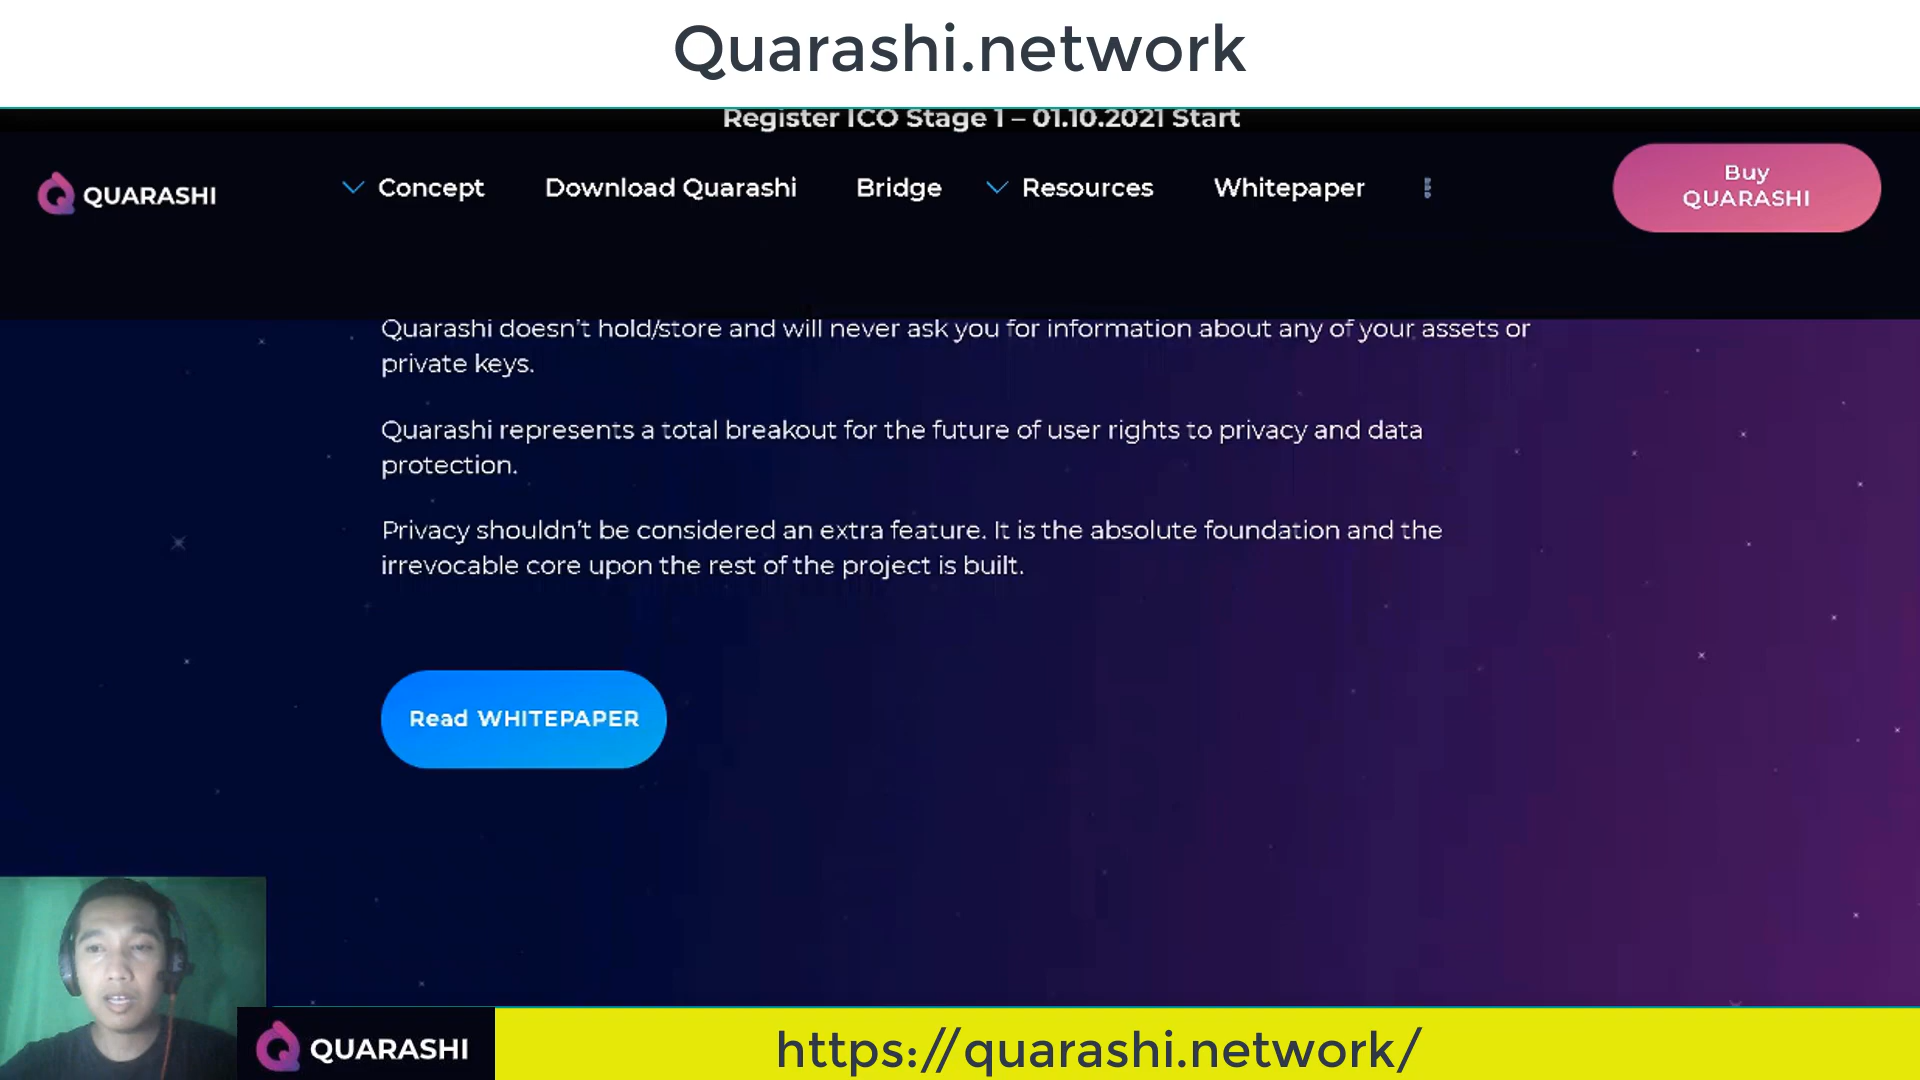 Quarashi.network
Register ICO Stage 1 – 01.10.2021 Start
QUARASHI
Concept
Download Quarashi
Bridge
Resources
Whitepaper
Buy
QUARASHI
Quarashi doesn't hold/store and will never ask you for information about any of your assets or
private keys.
Quarashi represents a total breakout for the future of user rights to privacy and data
protection.
Privacy shouldn't be considered an extra feature. It is the absolute foundation and the
irrevocable core upon the rest of the project is built.
Read WHITEPAPER
QUARASHI
https://quarashi.network/